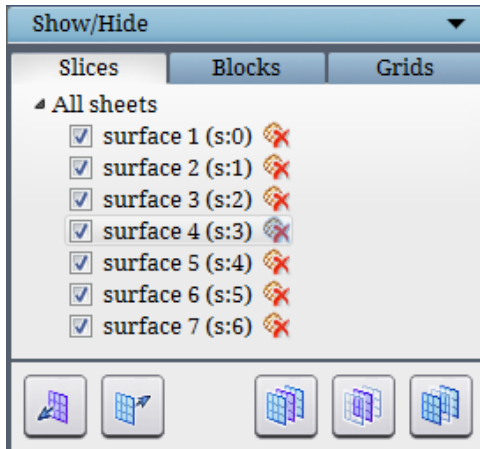 Show/Hide
Slices Blocks Grids
All sheets
surface 1 (s:0)
surface 2 (s:1)
surface 3 (s:2)
surface 4 (s:3)
surface 5 (s:4)
surface 6 (s:5)
surface 7 (s:6)